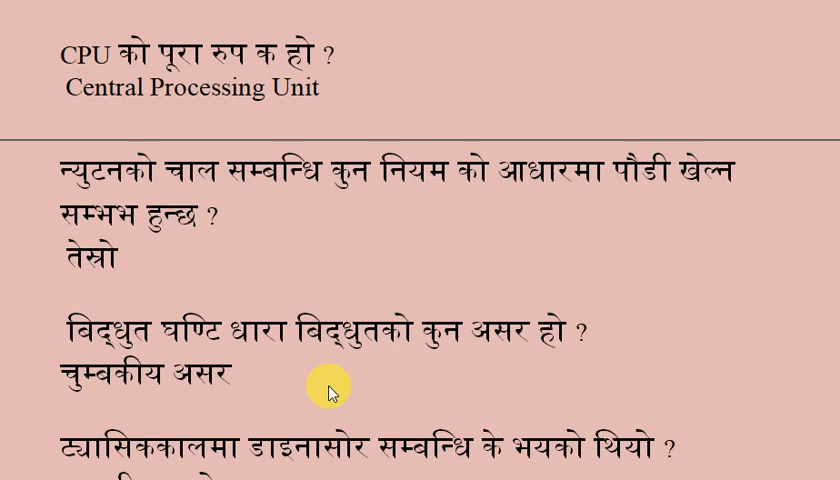 CPU को पूरा रुप क हो ?
Central Processing Unit
न्युटनको चाल सम्बन्धि कुन नियम को आधारमा पौडी खेल्न
सम्भभ हुन्छ ?
तेस्रो
बिद्धुत घण्टि धारा बिद्धुतको कुन असर हो ?
चुम्बकीय असर
ट्यासिककालमा डाइनासोर सम्बन्धि के भयको थियो ?